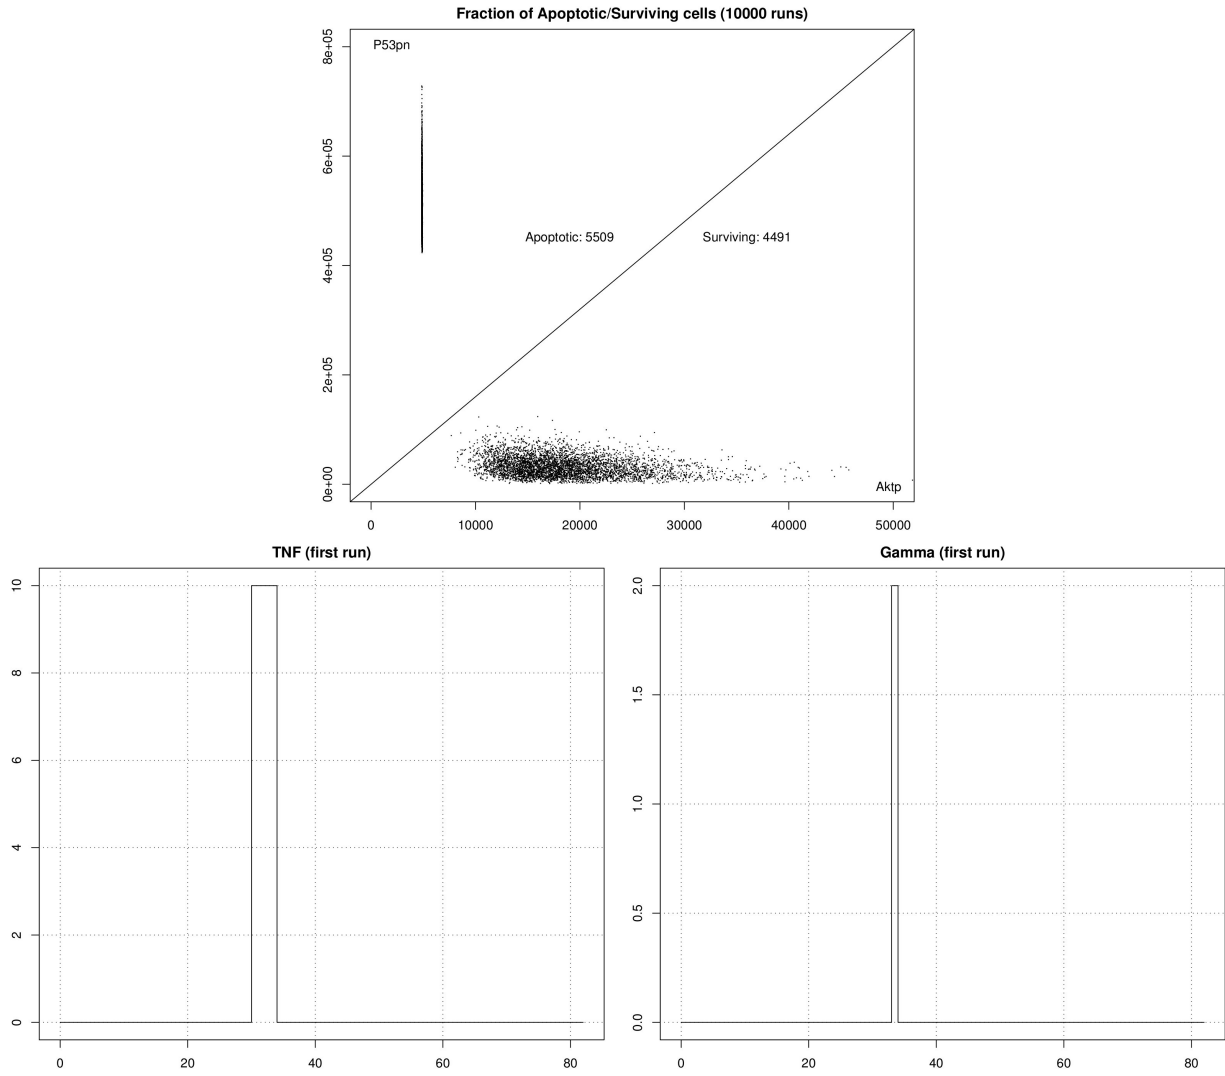 Fraction of Apoptotic/Surviving cells (10000 runs)
P53pn
8e+05
6e+05
4e+05
2e+05
0e+00
Apoptotic: 5509
Surviving: 4491
Aktp
0 10000 20000 30000 40000 50000
TNF (first run)
10
8
6
4
2
0
0 20 40 60 80
Gamma (first run)
2.0
1.5
1.0
0.5
0.0
0 20 40 60 80